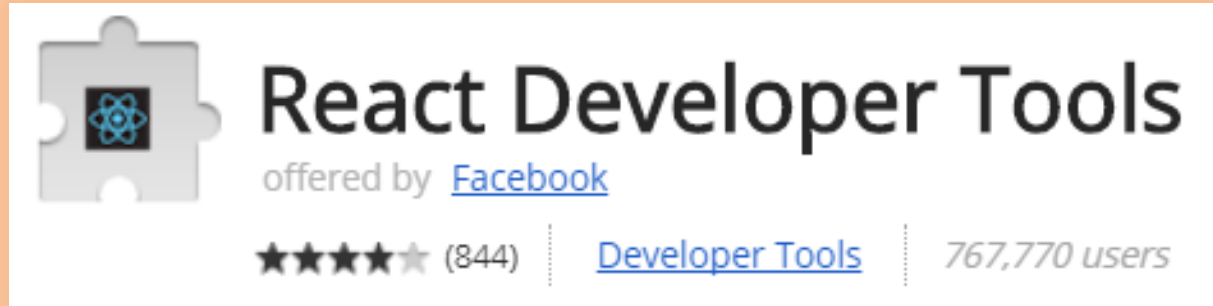 React Developer Tools
offered by Facebook
(844) Developer Tools 767,770 users